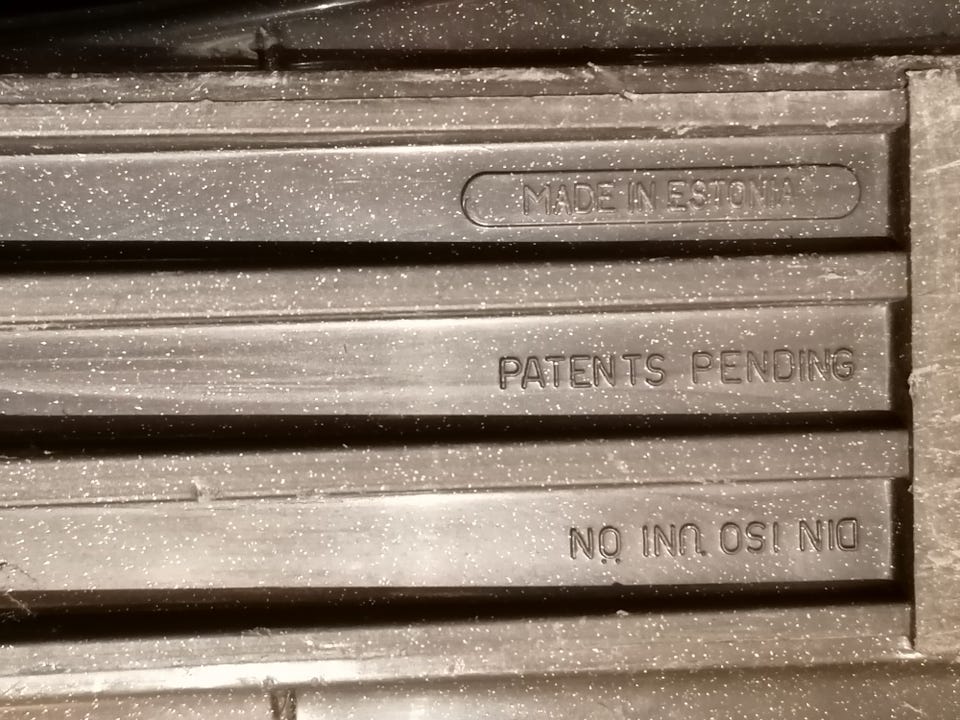 MADE IN ESTONIA
PATENTS PENDING
DIN ISO UNI ÖN